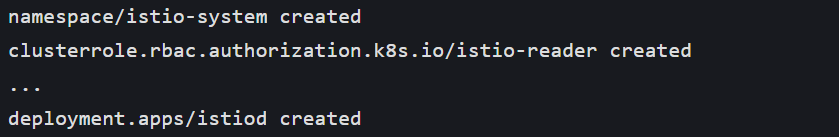 namespace/istio-system created
clusterrole.rbac.authorization.k8s.io/istio-reader created
...
deployment.apps/istiod created